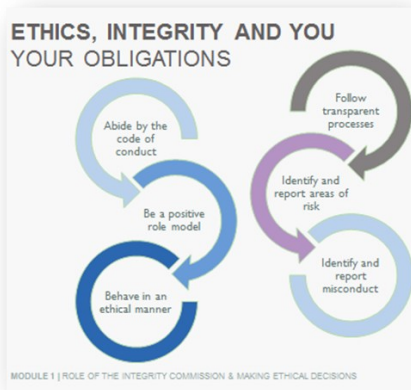 ETHICS, INTEGRITY AND YOU
YOUR OBLIGATIONS
Abide by the
code of
conduct
Be a positive
role model
Behave in an
ethical manner
Follow
transparent
processes
Identify and
report areas of
risk
Identify and
report
misconduct
MODULE 1 | ROLE OF THE INTEGRITY COMMISSION & MAKING ETHICAL DECISIONS